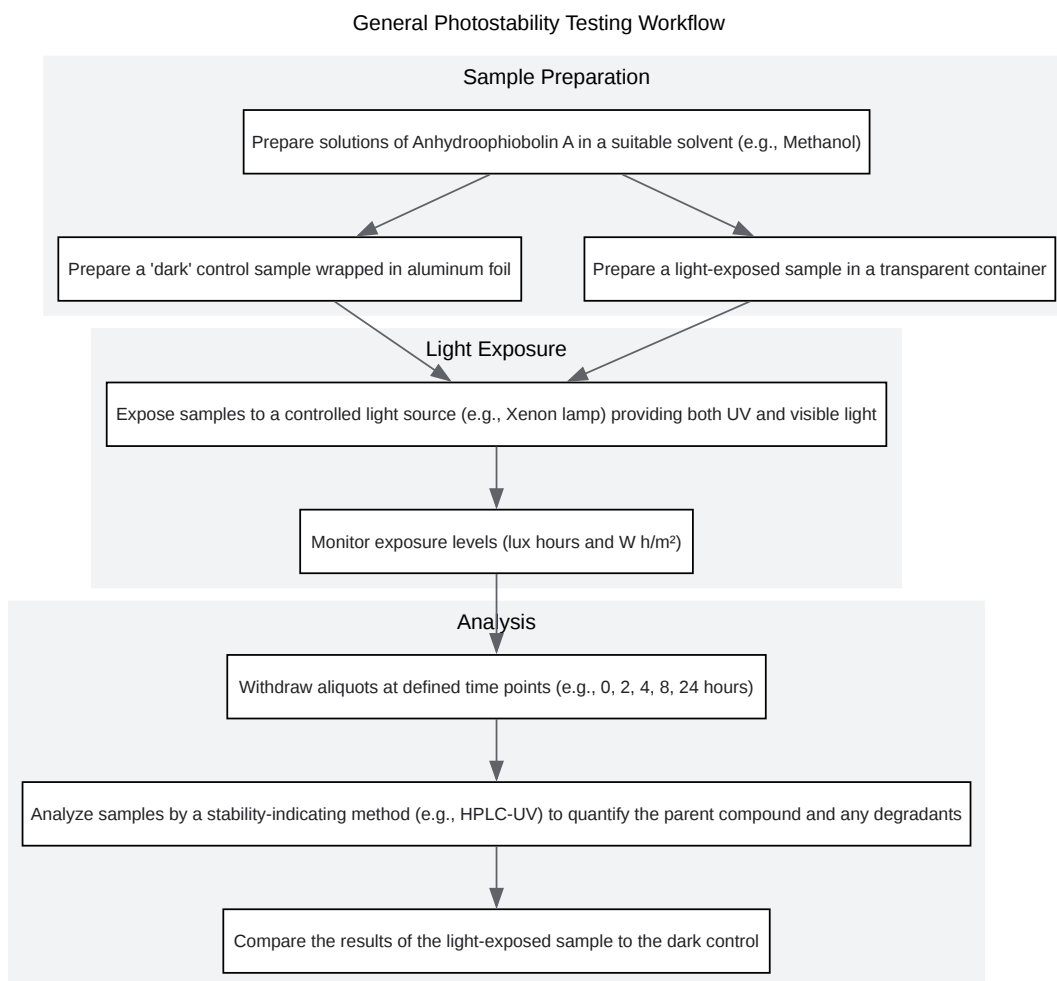 General Photostability Testing Workflow
Sample Preparation
Prepare solutions of Anhydroophiobolin A in a suitable solvent (e.g., Methanol)
Prepare a 'dark' control sample wrapped in aluminum foil
Prepare a light-exposed sample in a transparent container
Light Exposure
Expose samples to a controlled light source (e.g., Xenon lamp) providing both UV and visible light
Monitor exposure levels (lux hours and W h/m²)
Analysis
Withdraw aliquots at defined time points (e.g., 0, 2, 4, 8, 24 hours)
Analyze samples by a stability-indicating method (e.g., HPLC-UV) to quantify the parent compound and any degradants
Compare the results of the light-exposed sample to the dark control